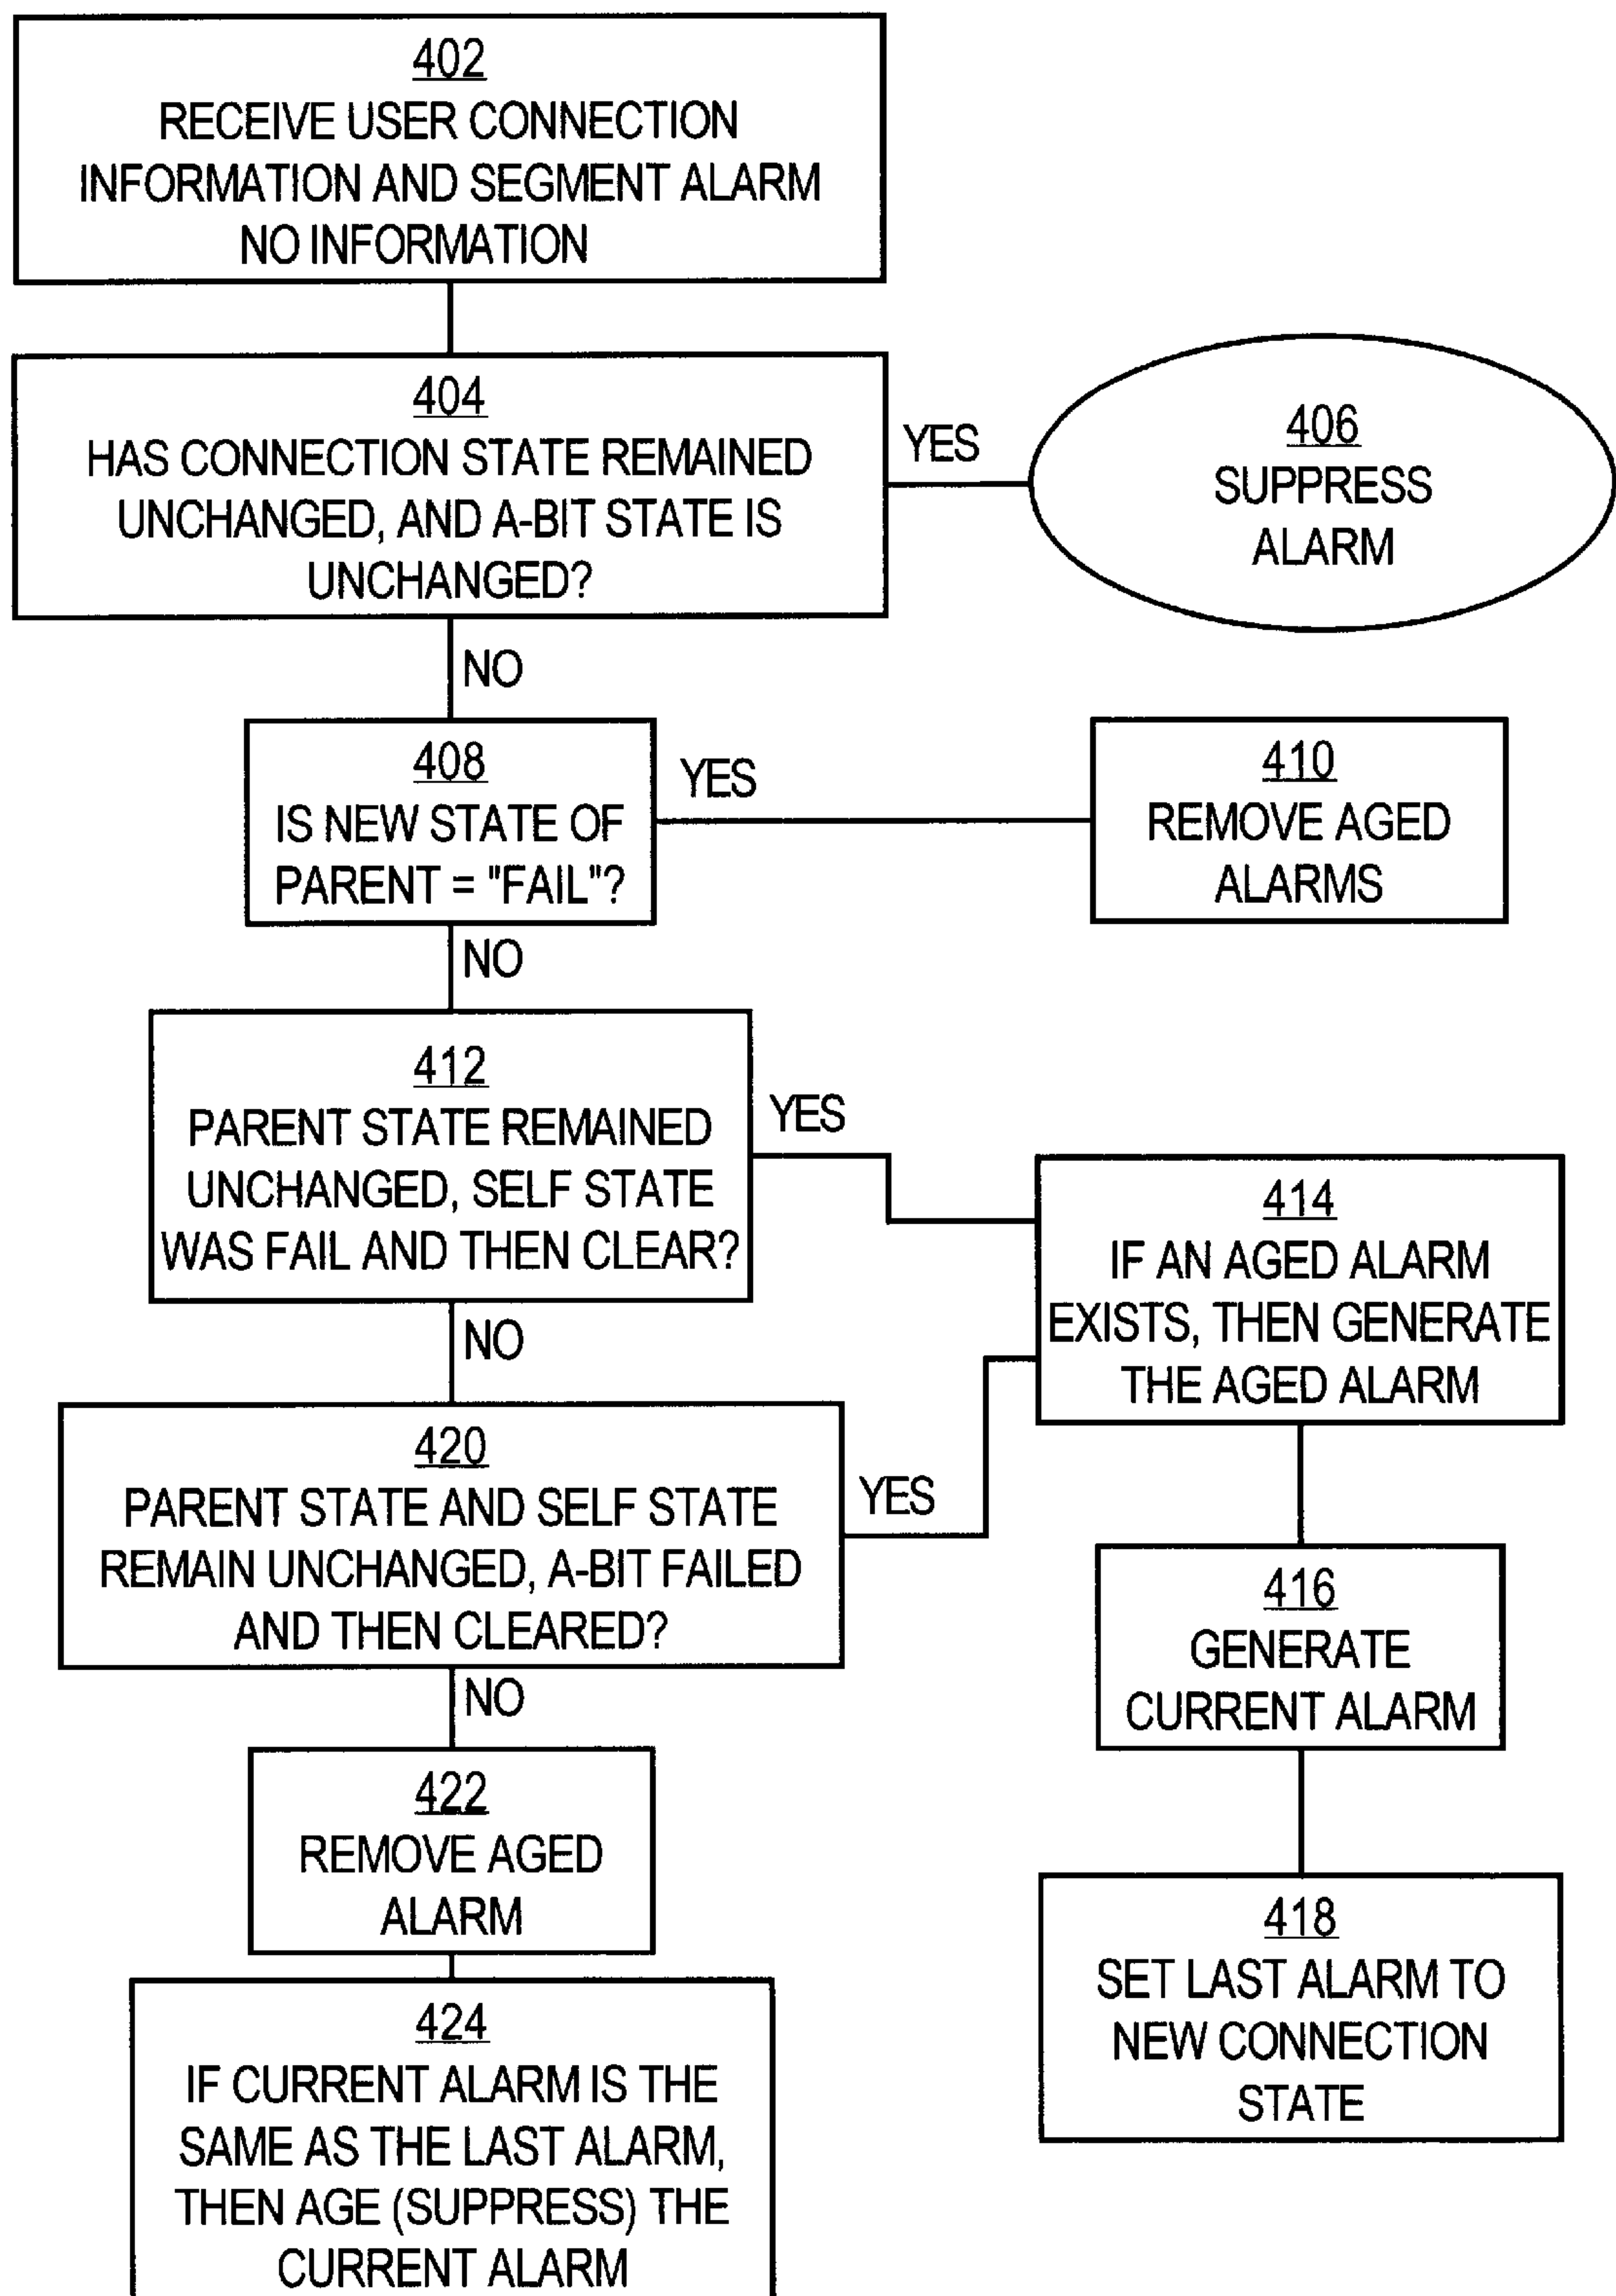 402
RECEIVE USER CONNECTION
INFORMATION AND SEGMENT ALARM
NO INFORMATION
404
HAS CONNECTION STATE REMAINED
UNCHANGED, AND A-BIT STATE IS
UNCHANGED?
YES
406
SUPPRESS
ALARM
NO
408
IS NEW STATE OF
PARENT = "FAIL"?
YES
410
REMOVE AGED
ALARMS
NO
412
PARENT STATE REMAINED
UNCHANGED, SELF STATE
WAS FAIL AND THEN CLEAR?
YES
414
IF AN AGED ALARM
EXISTS, THEN GENERATE
THE AGED ALARM
NO
420
PARENT STATE AND SELF STATE
REMAIN UNCHANGED, A-BIT FAILED
AND THEN CLEARED?
YES
416
GENERATE
CURRENT ALARM
NO
422
REMOVE AGED
ALARM
418
SET LAST ALARM TO
NEW CONNECTION
STATE
424
IF CURRENT ALARM IS THE
SAME AS THE LAST ALARM,
THEN AGE (SUPPRESS) THE
CURRENT ALARM